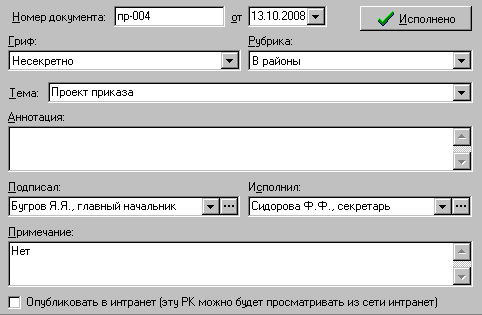 Номер документа: пр-004 от 13.10.2008 Исполнено
Гриф: Рубрика:
Несекретно В районы
Тема: Проект приказа
Аннотация:
Подписал: Исполнил:
Бугров Я.Я., главный начальник ... Сидорова Ф.Ф., секретарь ...
Примечание:
Нет
Опубликовать в интранет (эту РК можно будет просматривать из сети интранет)